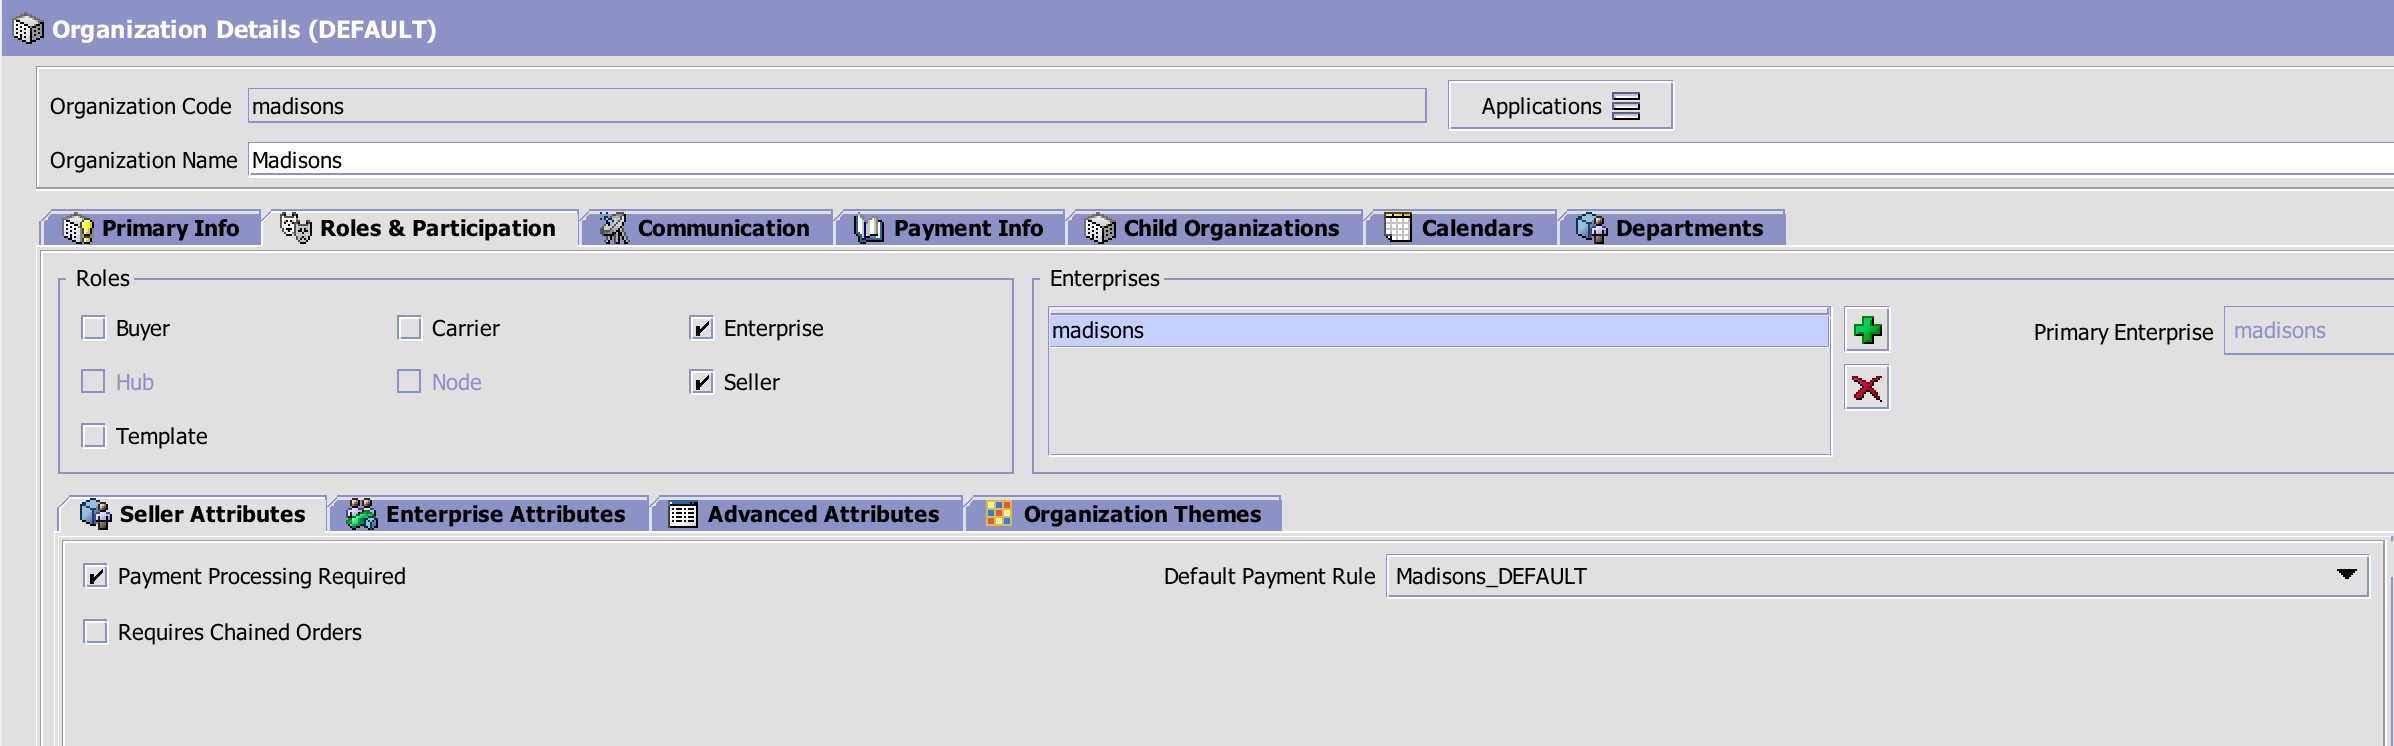 Organization Details (DEFAULT)
Organization Code madisons Applications
Organization Name Madisons
Primary Info Roles & Participation Communication Payment Info Child Organizations Calendars Departments
Roles Enterprises
Buyer Carrier Enterprise madisons Primary Enterprise madisons
Hub Node Seller
Template
Seller Attributes Enterprise Attributes Advanced Attributes Organization Themes
Payment Processing Required Default Payment Rule Madisons_DEFAULT
Requires Chained Orders